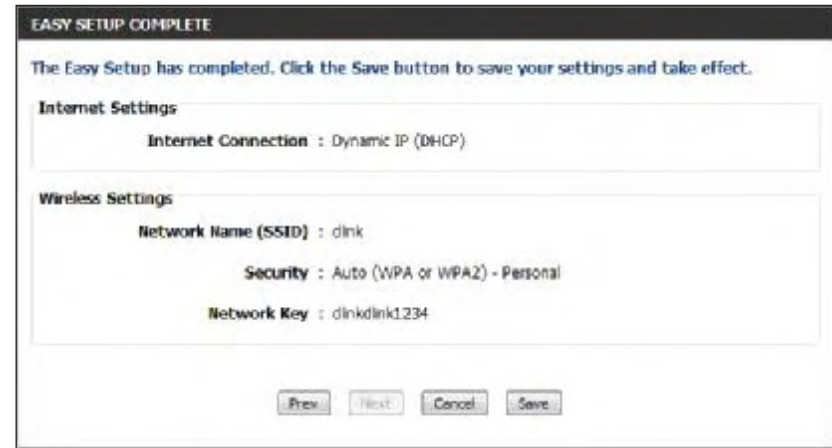 EASY SETUP COMPLETE
The Easy Setup has completed. Click the Save button to save your settings and take effect.
Internet Settings
Internet Connection : Dynamic IP (DHCP)
Wireless Settings
Network Name (SSID) : dlink
Security : Auto (WPA or WPA2) - Personal
Network Key : dlinkdlink1234
Prev Next Cancel Save